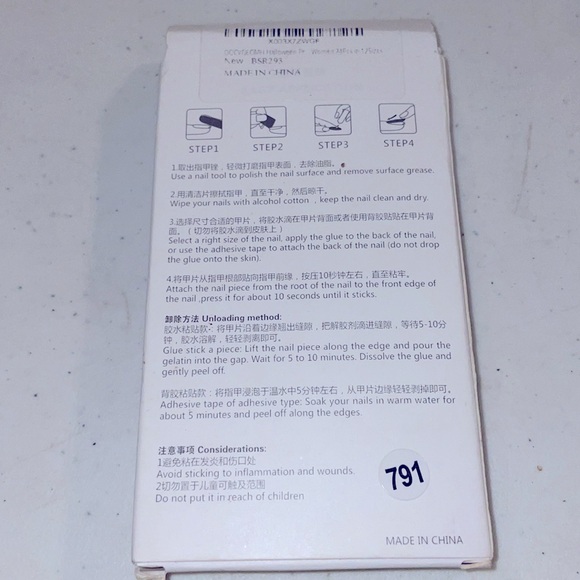 New BSR295
MADE IN CHINA
STEP1 STEP2 STEP3 STEP4
1.取出指甲锉，轻微打磨指甲表面，去除油脂。
Use a nail tool to polish the nail surface and remove surface grease.
2.用清洁片擦拭指甲，直至干净，然后晾干。
Wipe your nails with alcohol cotton , keep the nail clean and dry.
3.选择尺寸合适的甲片，将胶水滴在甲片背面或者使用背胶贴贴在甲片背
面。（切勿将胶水滴到皮肤上）
Select a right size of the nail, apply the glue to the back of the nail,
or use the adhesive tape to attach the back of the nail (do not drop
the glue onto the skin).
4.将甲片从指甲根部贴向指甲前缘，按压10秒钟左右，直至粘牢。
Attach the nail piece from the root of the nail to the front edge of
the nail ,press it for about 10 seconds until it sticks.
卸除方法 Unloading method:
胶水粘贴款：将甲片沿着边缘翘出缝隙，把解胶剂滴进缝隙，等待5-10分
钟，胶水溶解，轻轻剥离即可。
Glue stick a piece: Lift the nail piece along the edge and pour the
gelatin into the gap. Wait for 5 to 10 minutes. Dissolve the glue and
gently peel off.
背胶粘贴款：将指甲浸泡于温水中5分钟左右，从甲片边缘轻轻剥掉即可。
Adhesive tape of adhesive type: Soak your nails in warm water for
about 5 minutes and peel off along the edges.
注意事项 Considerations:
1避免粘在发炎和伤口处
Avoid sticking to inflammation and wounds.
2切勿置于儿童可触及范围
Do not put it in reach of children
791
MADE IN CHINA